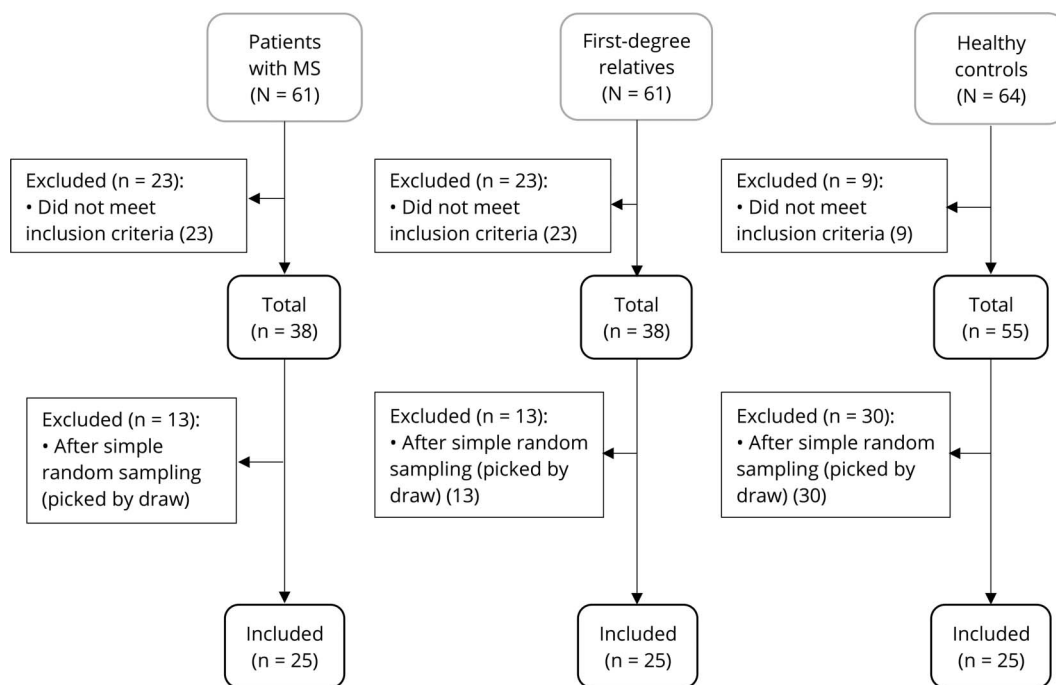 Patients
with MS
(N = 61)
First-degree
relatives
(N = 61)
Healthy
controls
(N = 64)
Excluded (n = 23):
• Did not meet
inclusion criteria (23)
Excluded (n = 23):
• Did not meet
inclusion criteria (23)
Excluded (n = 9):
• Did not meet
inclusion criteria (9)
Total
(n = 38)
Total
(n = 38)
Total
(n = 55)
Excluded (n = 13):
• After simple
random sampling
(picked by draw)
Excluded (n = 13):
• After simple random
sampling (picked by
draw) (13)
Excluded (n = 30):
• After simple random
sampling (picked by
draw) (30)
Included
(n = 25)
Included
(n = 25)
Included
(n = 25)